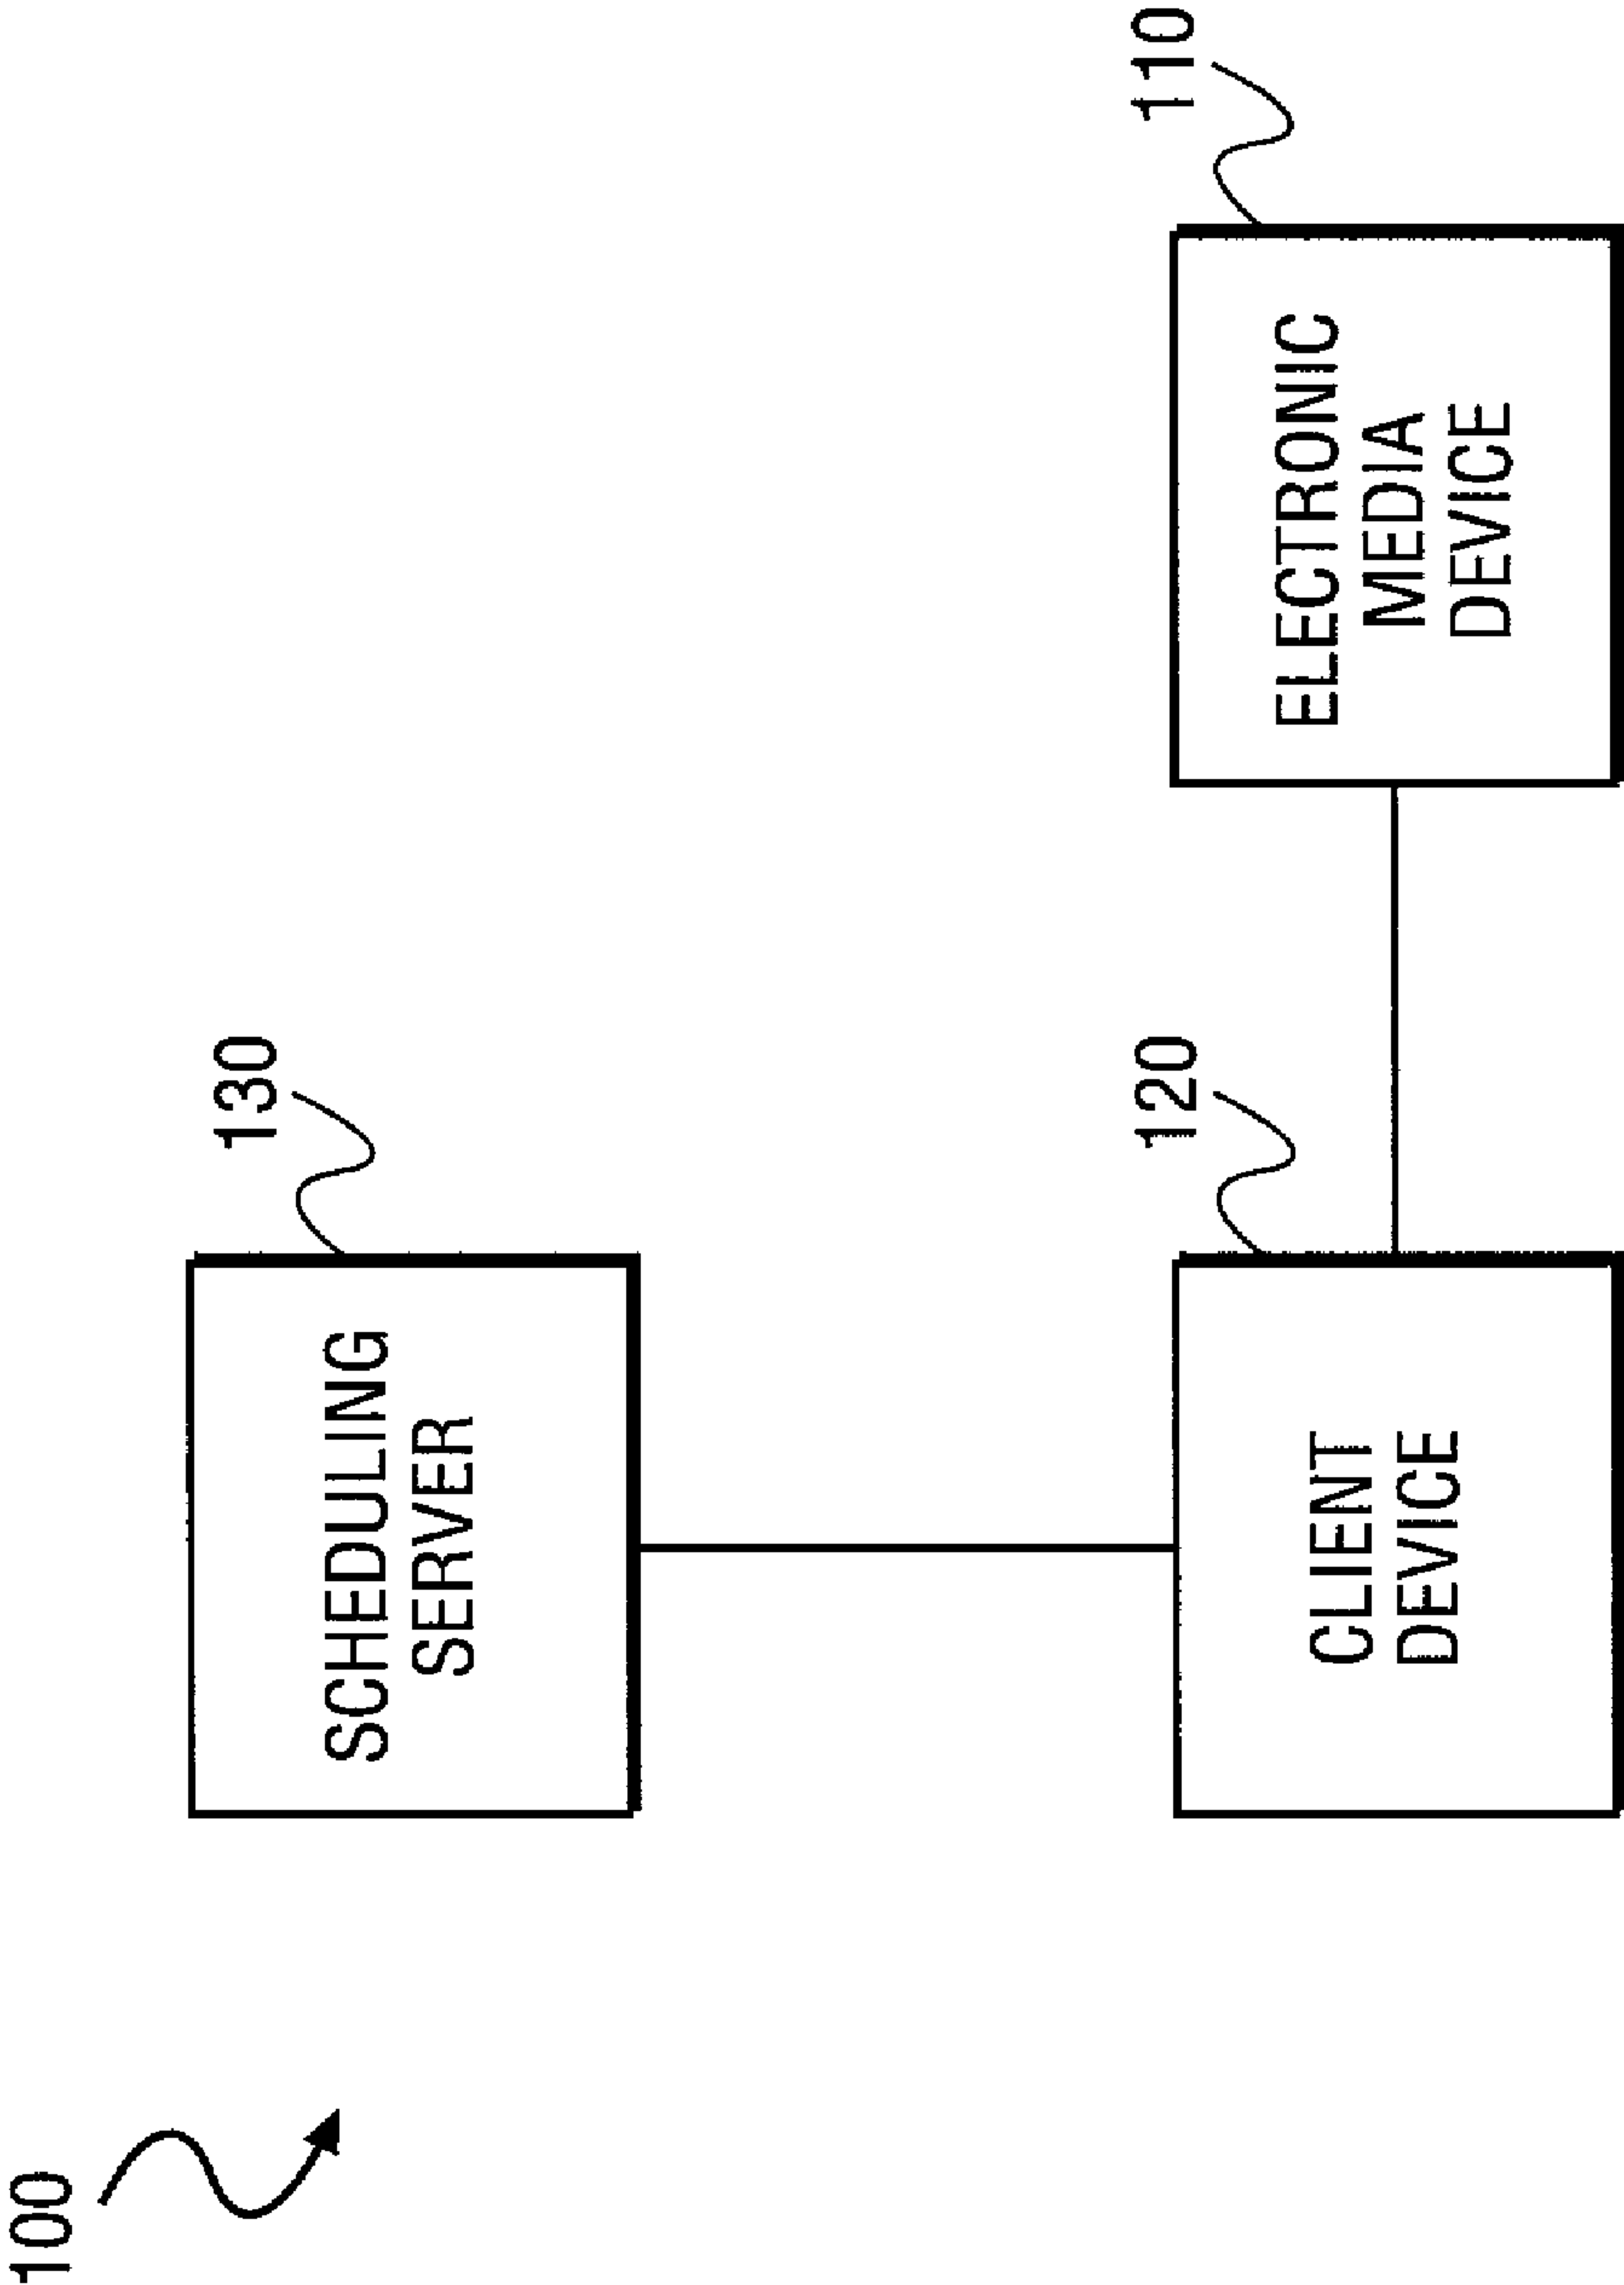 100
130
SCHEDULING
SERVER
120
110
CLIENT
DEVICE
ELECTRONIC
MEDIA
DEVICE